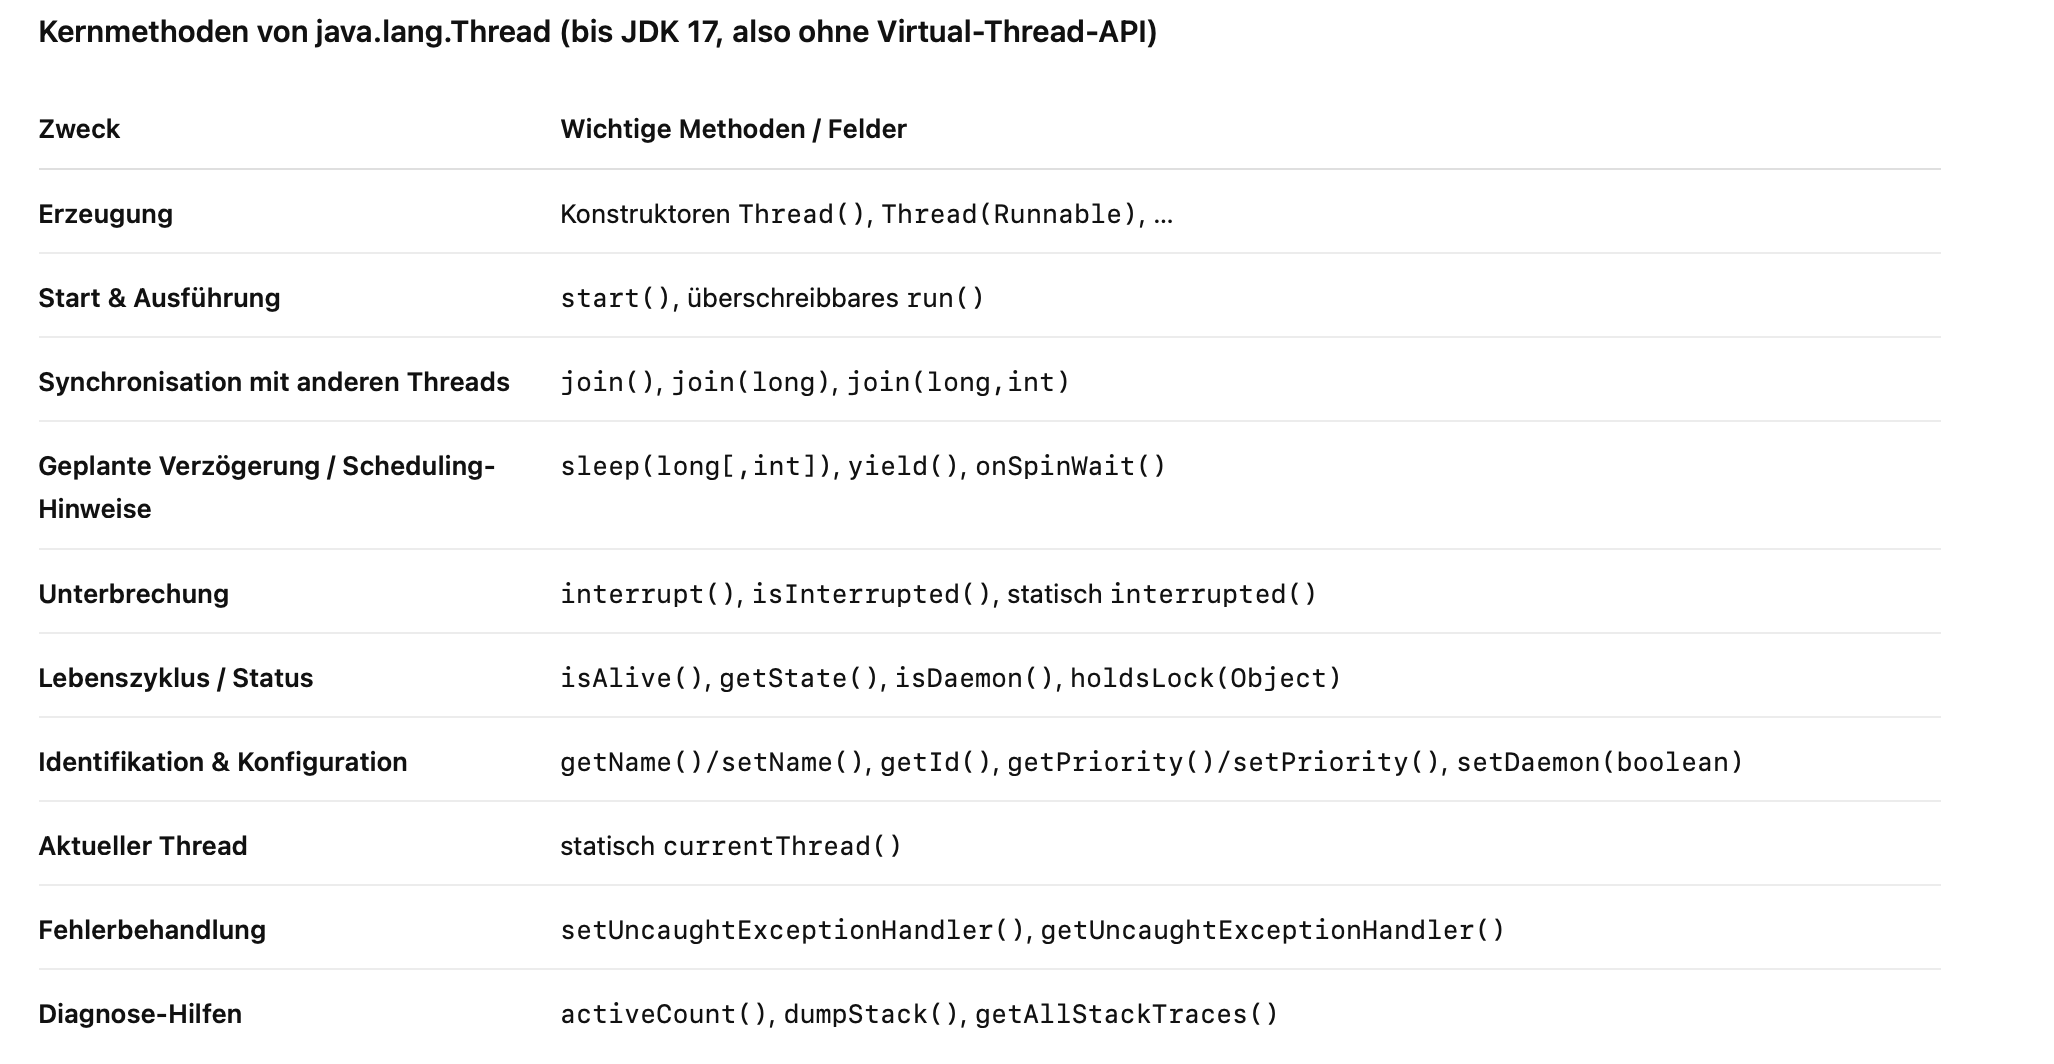 Kernmethoden von java.lang.Thread (bis JDK 17, also ohne Virtual-Thread-API)
Zweck Wichtige Methoden / Felder
Erzeugung Konstruktoren Thread(), Thread(Runnable), …
Start & Ausführung start(), überschreibbares run()
Synchronisation mit anderen Threads join(), join(long), join(long,int)
Geplante Verzögerung / Scheduling- sleep(long[,int]), yield(), onSpinWait()
Hinweise
Unterbrechung interrupt(), isInterrupted(), statisch interrupted()
Lebenszyklus / Status isAlive(), getState(), isDaemon(), holdsLock(Object)
Identifikation & Konfiguration getName()/setName(), getId(), getPriority()/setPriority(), setDaemon(boolean)
Aktueller Thread statisch currentThread()
Fehlerbehandlung setUncaughtExceptionHandler(), getUncaughtExceptionHandler()
Diagnose-Hilfen activeCount(), dumpStack(), getAllStackTraces()